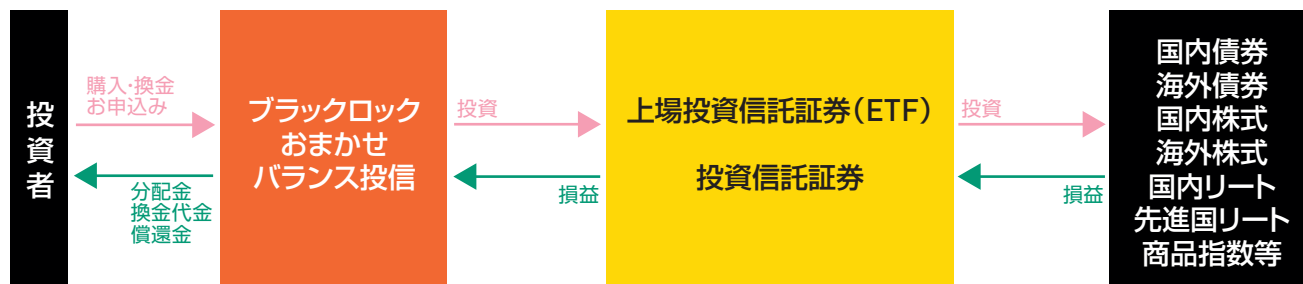 投資者
購入・換金
お申込み
分配金
換金代金
償還金
ブラックロック
おまかせ
バランス投信
投資
損益
上場投資信託証券（ETF）
投資信託証券
投資
損益
国内債券
海外債券
国内株式
海外株式
国内リート
先進国リート
商品指数等